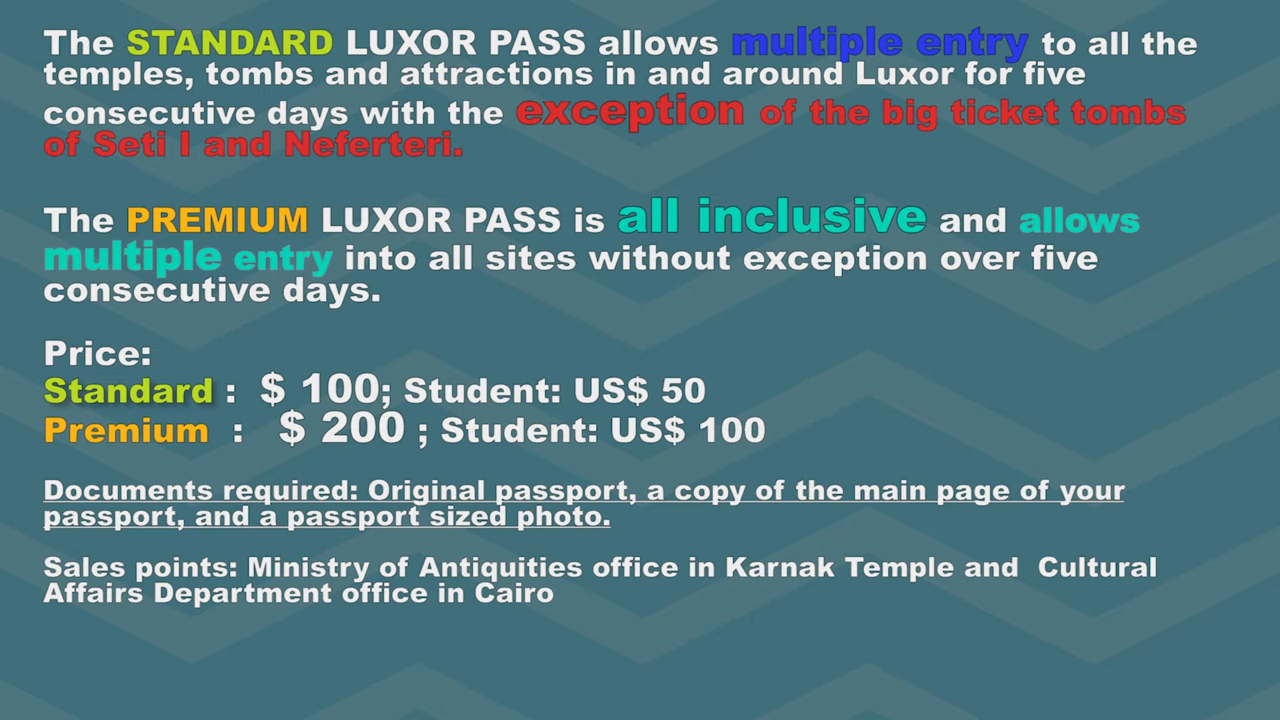 The STANDARD LUXOR PASS allows multiple entry to all the
temples, tombs and attractions in and around Luxor for five
consecutive days with the exception of the big ticket tombs
of Seti I and Neferteri.
The PREMIUM LUXOR PASS is all inclusive and allows
multiple entry into all sites without exception over five
consecutive days.
Price:
Standard : $ 100; Student: US$ 50
Premium : $ 200 ; Student: US$ 100
Documents required: Original passport, a copy of the main page of your
passport, and a passport sized photo.
Sales points: Ministry of Antiquities office in Karnak Temple and Cultural
Affairs Department office in Cairo